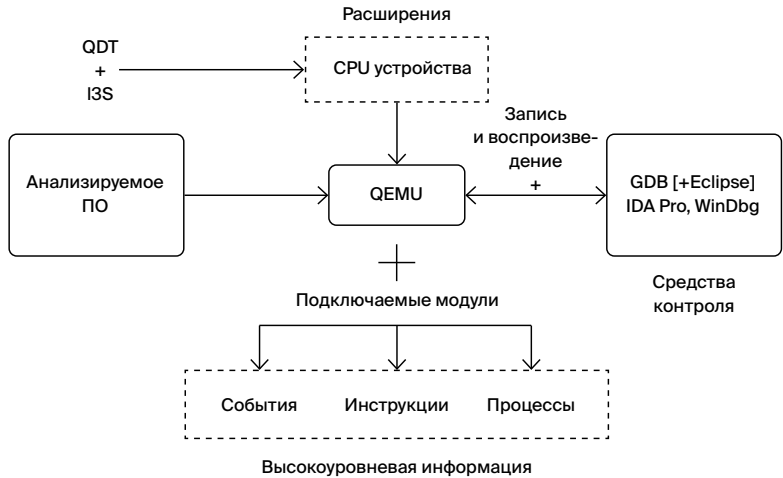 Расширения
QDT
+
I3S
CPU устройства
Запись
и воспроизве-
дение
+
Анализируемое
ПО
QEMU
GDB [+Eclipse]
IDA Pro, WinDbg
Средства
контроля
Подключаемые модули
События
Инструкции
Процессы
Высокоуровневая информация